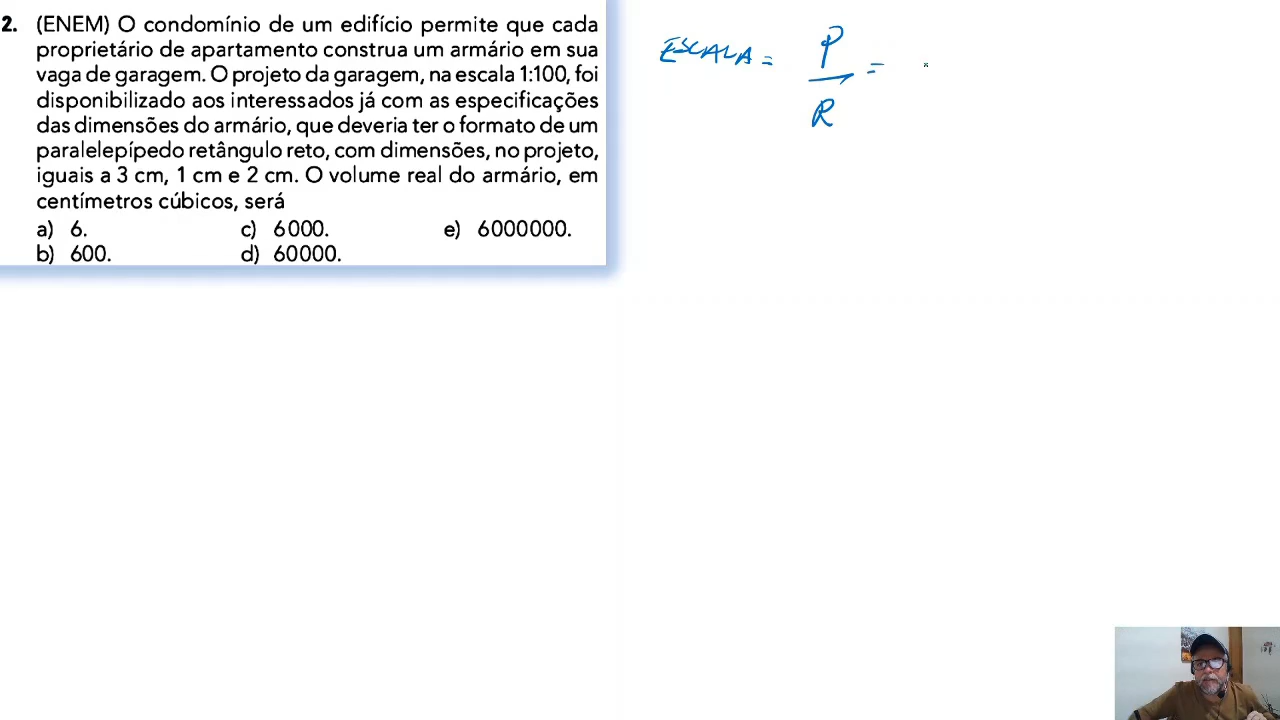 2. (ENEM) O condomínio de um edifício permite que cada
proprietário de apartamento construa um armário em sua
vaga de garagem. O projeto da garagem, na escala 1:100, foi
disponibilizado aos interessados já com as especificações
das dimensões do armário, que deveria ter o formato de um
paralelepípedo retângulo reto, com dimensões, no projeto,
iguais a 3 cm, 1 cm e 2 cm. O volume real do armário, em
centímetros cúbicos, será
a) 6. c) 6000. e) 6000000.
b) 600. d) 60000.
ESCALA = P
R =